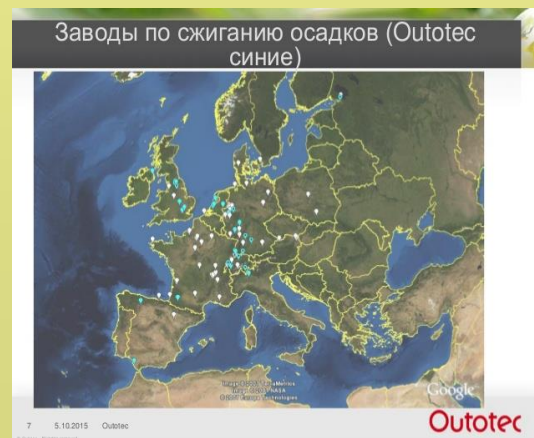 Заводы по сжиганию осадков (Outotec
синие)
Google
7 5.10.2015 Outotec
Outotec